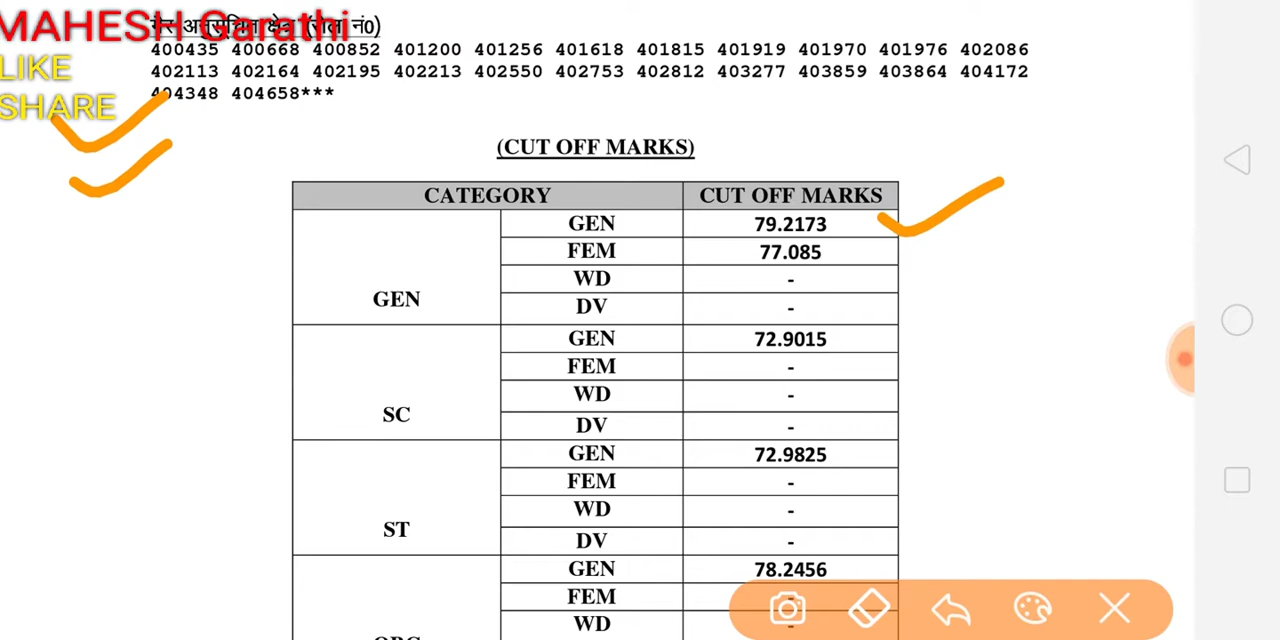 MAHESH Carathi
गैर अनुसूचित क्षेत्र (रोल नं0)
LIKE
SHARE
400435 400668 400852 401200 401256 401618 401815 401919 401970 401976 402086
402113 402164 402195 402213 402550 402753 402812 403277 403859 403864 404172
404348 404658***
(CUT OFF MARKS)
CATEGORY CUT OFF MARKS
GEN GEN 79.2173
FEM 77.085
WD -
DV -
SC GEN 72.9015
FEM -
WD -
DV -
ST GEN 72.9825
FEM -
WD -
DV -
GEN 78.2456
FEM
WD